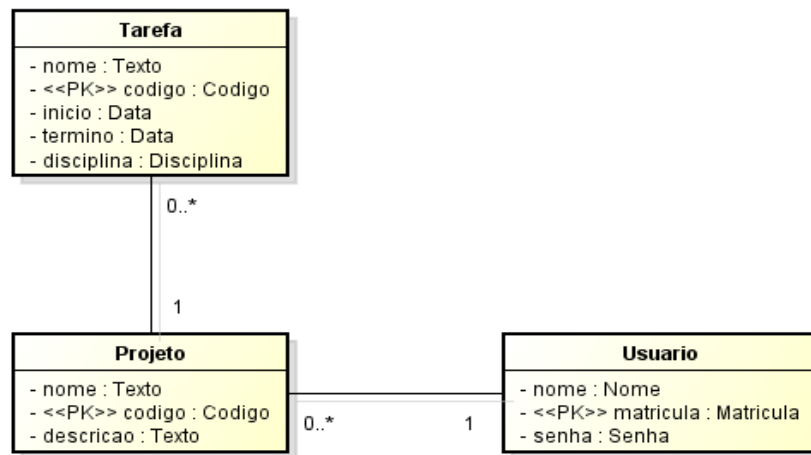 Tarefa
- nome : Texto
- <<PK>> codigo : Codigo
- inicio : Data
- termino : Data
- disciplina : Disciplina
0..*
1
Projeto
- nome : Texto
- <<PK>> codigo : Codigo
- descricao : Texto
0..*
1
Usuario
- nome : Nome
- <<PK>> matricula : Matricula
- senha : Senha